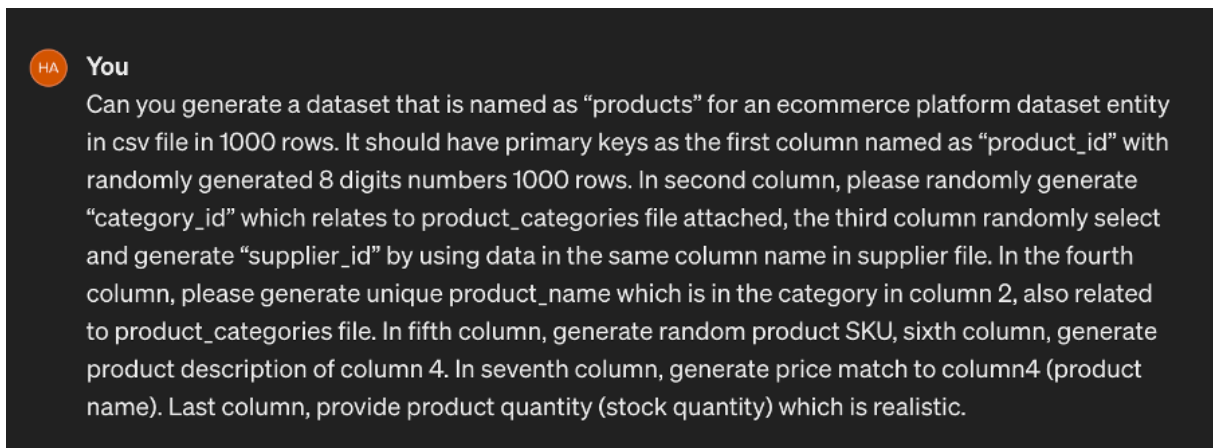 HA
You
Can you generate a dataset that is named as “products” for an ecommerce platform dataset entity
in csv file in 1000 rows. It should have primary keys as the first column named as “product_id” with
randomly generated 8 digits numbers 1000 rows. In second column, please randomly generate
“category_id” which relates to product_categories file attached, the third column randomly select
and generate “supplier_id” by using data in the same column name in supplier file. In the fourth
column, please generate unique product_name which is in the category in column 2, also related
to product_categories file. In fifth column, generate random product SKU, sixth column, generate
product description of column 4. In seventh column, generate price match to column4 (product
name). Last column, provide product quantity (stock quantity) which is realistic.